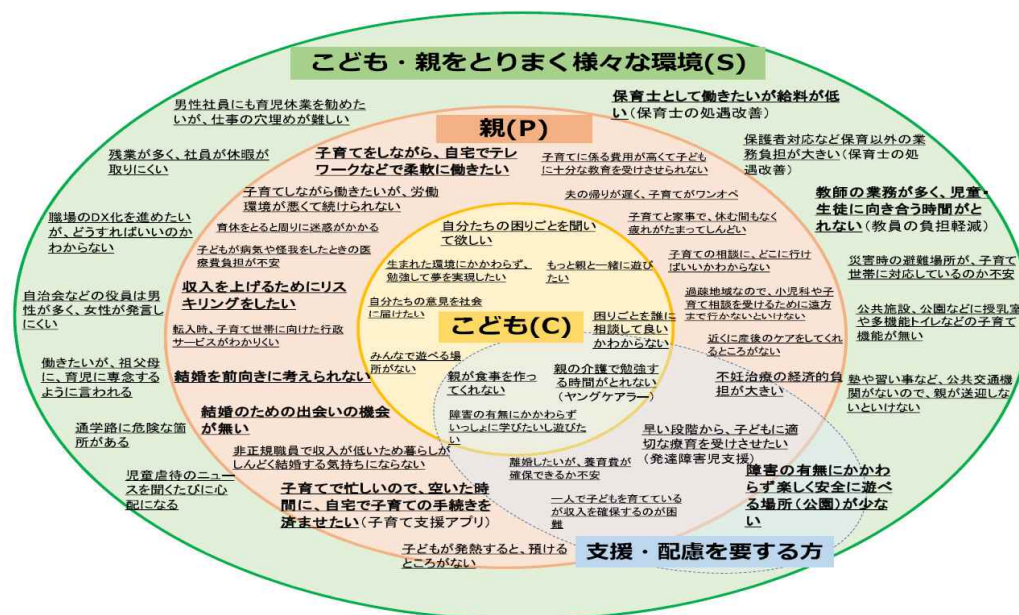 こども・親をとりまく様々な環境(S)
男性社員にも育児休業を勧めた
いが、仕事の穴埋めが難しい
残業が多く、社員が休暇が
取りにくい
職場のDX化を進めたい
が、どうすればいいのか
わからない
自治会などの役員は男
性が多く、女性が発言し
にくい
働きたいが、祖父母
に、育児に専念する
ように言われる
通学路に危険な箇
所がある
児童虐待のニュー
スを聞くたびに心
配になる
保育士として働きたいが給料が低
い(保育士の処遇改善)
保護者対応など保育以外の業
務負担が大きい(保育士の処
遇改善)
教師の業務が多く、児童・
生徒に向き合う時間がと
れない(教員の負担軽減)
災害時の避難場所が、子育て
世帯に対応しているのか不安
公共施設、公園などに授乳室
や多機能トイレなどの子育て
機能が無い
塾や習い事など、公共交通機
関がないので、親が送迎しな
いといけない
親(P)
子育てをしながら、自宅でテレ
ワークなどで柔軟に働きたい
子育てしながら働きたいが、労働
環境が悪くて続けられない
育休をとると周りに迷惑がかかる
子どもが病気や怪我をしたときの医
療費負担が不安
収入を上げるためにリス
キリングをしたい
転入時、子育て世帯に向けた行政
サービスがわかりにくい
結婚を前向きに考えられない
結婚のための出会いの機会
が無い
非正規職員で収入が低いため暮らしが
しんどく結婚する気持ちにならない
子育てで忙しいので、空いた時
間に、自宅で子育ての手続きを
済ませたい(子育て支援アプリ)
子どもが発熱すると、預ける
ところがない
子育てに係る費用が高くて子ども
に十分な教育を受けさせられない
夫の帰りが遅く、子育てがワンオペ
子育てと家事で、休む間もなく
疲れがたまってしんどい
子育ての相談に、どこに行け
ばいいかわからない
過疎地域なので、小児科や子
育て相談を受けるために遠方
まで行かないといけない
近くに産後のケアをしてくれ
るところがない
不妊治療の経済的負
担が大きい
こども(C)
自分たちの困りごとを聞い
て欲しい
生まれた環境にかかわらず、
勉強して夢を実現したい
もっと親と一緒に遊び
たい
自分たちの意見を社会
に届けたい
困りごとを誰に
相談して良い
かわからない
みんなで遊べる場
所がない
親が食事を作っ
てくれない
親の介護で勉強す
る時間がとれない
(ヤングケアラー)
障害の有無にかかわらず
いっしょに学びたいし遊びた
い
早い段階から、子どもに適
切な療育を受けさせたい
(発達障害児支援)
離婚したいが、養育費が
確保できるか不安
一人で子どもを育てている
が収入を確保するのが困
難
障害の有無にかかわ
らず楽しく安全に遊べ
る場所(公園)が少な
い
支援・配慮を要する方